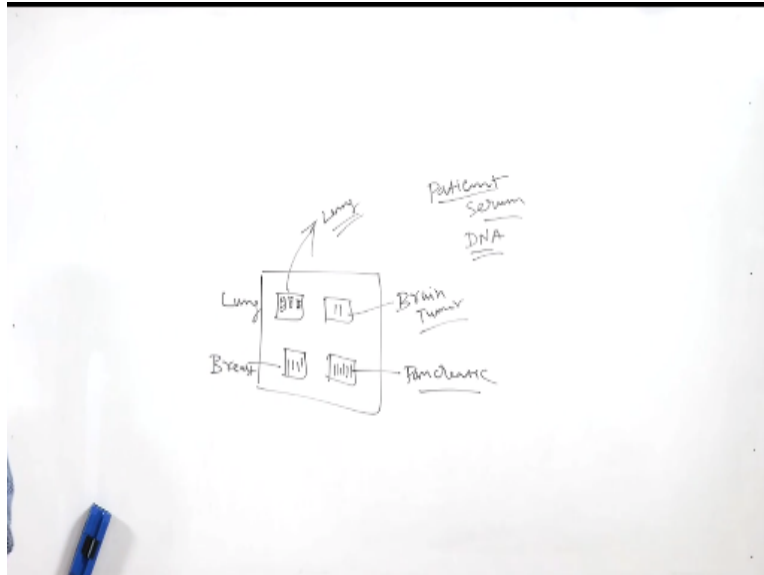 Patient
Serum
DNA
Lung
Lung
Brain
Tumor
Breast
Pancreatic